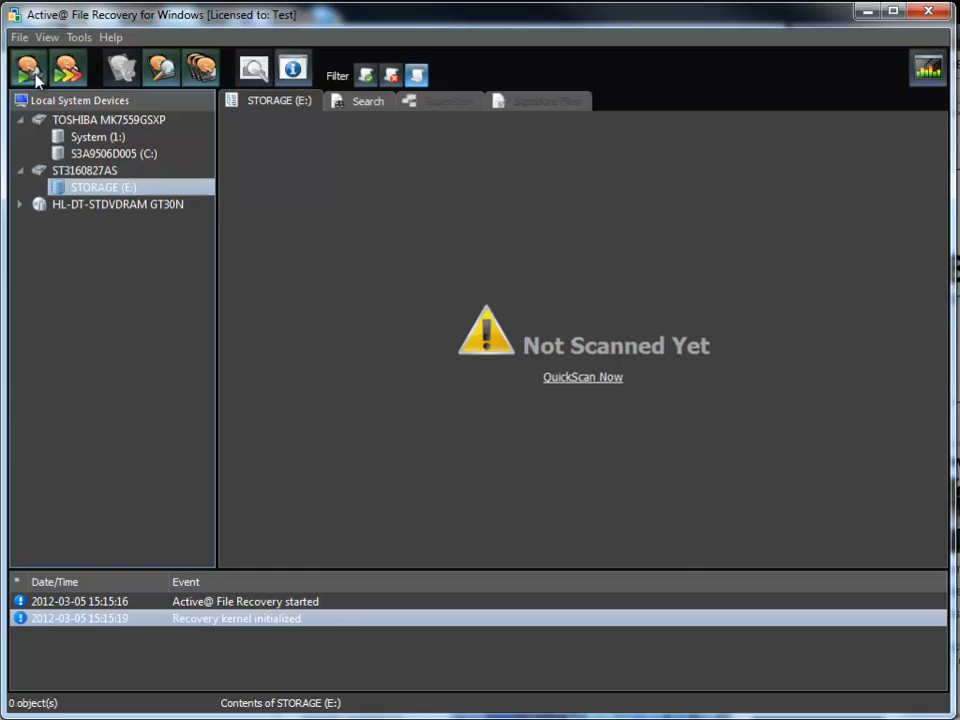 Active@ File Recovery for Windows [Licensed to: Test]
File View Tools Help
Filter
Local System Devices
STORAGE (E:) Search SuperScan Signature Files
TOSHIBA MK7559GSXP
System (1:)
S3A9506D005 (C:)
ST3160827AS
STORAGE (E:)
HL-DT-STDVDRAM GT30N
Not Scanned Yet
QuickScan Now
* Date/Time Event
2012-03-05 15:15:16 Active@ File Recovery started
2012-03-05 15:15:19 Recovery kernel initialized
0 object(s) Contents of STORAGE (E:)